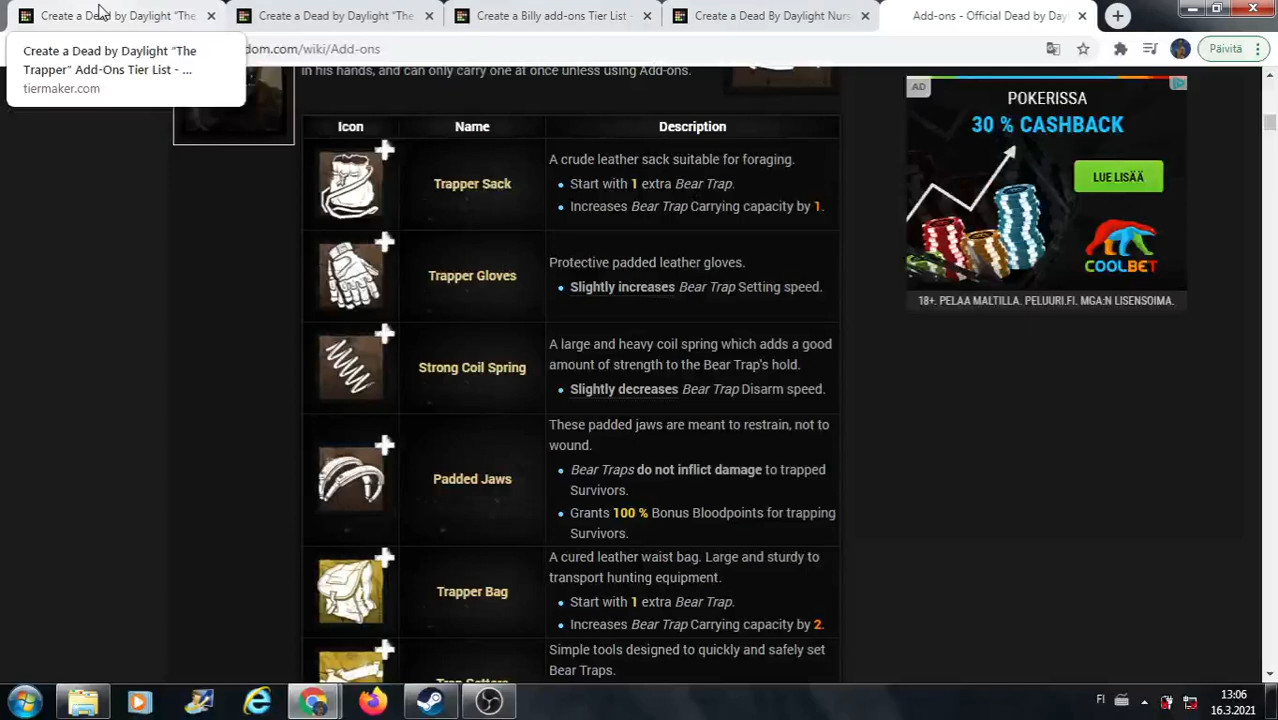 Create a Dead by Daylight “The
Create a Dead by Daylight “The
Create a Billy add-ons Tier List -
Create a Dead By Daylight Nurs
Add-ons - Official Dead by Day
Create a Dead by Daylight “The
Trapper” Add-Ons Tier List - ...
tiermaker.com
dom.com/wiki/Add-ons
Päivitä
in his hands, and can only carry one at once unless using Add-ons.
Icon
Name
Description
Trapper Sack
A crude leather sack suitable for foraging.
Start with 1 extra Bear Trap.
Increases Bear Trap Carrying capacity by 1.
Trapper Gloves
Protective padded leather gloves.
Slightly increases Bear Trap Setting speed.
Strong Coil Spring
A large and heavy coil spring which adds a good
amount of strength to the Bear Trap's hold.
Slightly decreases Bear Trap Disarm speed.
Padded Jaws
These padded jaws are meant to restrain, not to
wound.
Bear Traps do not inflict damage to trapped
Survivors.
Grants 100 % Bonus Bloodpoints for trapping
Survivors.
Trapper Bag
A cured leather waist bag. Large and sturdy to
transport hunting equipment.
Start with 1 extra Bear Trap.
Increases Bear Trap Carrying capacity by 2.
Trap Setters
Simple tools designed to quickly and safely set
Bear Traps.
AD
POKERISSA
30 % CASHBACK
LUE LISÄÄ
COOLBET
18+. PELAA MALTILLA. PELUURI.FI. MGA:N LISENSOIMA.
FI
13:06
16.3.2021